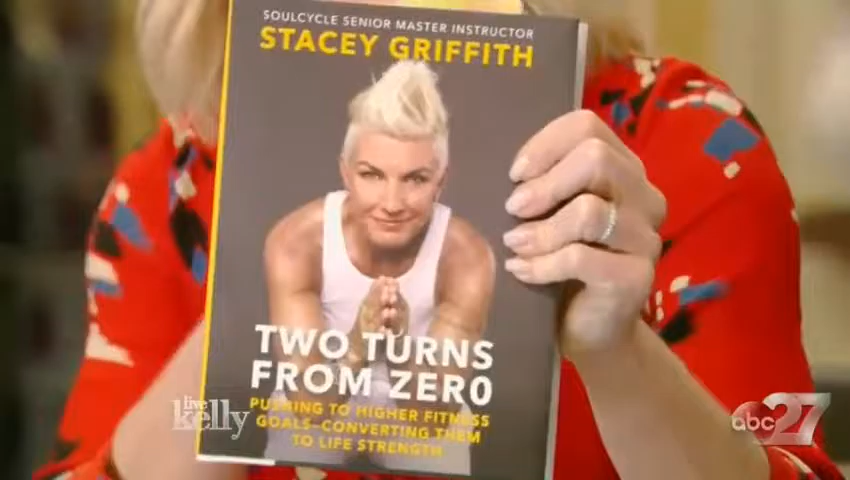 SOULCYCLE SENIOR MASTER INSTRUCTOR
STACEY GRIFFITH
TWO TURNS
FROM ZERO
PUSHING TO HIGHER FITNESS
GOALS–CONVERTING THEM
TO LIFE STRENGTH
live
kelly
abc27